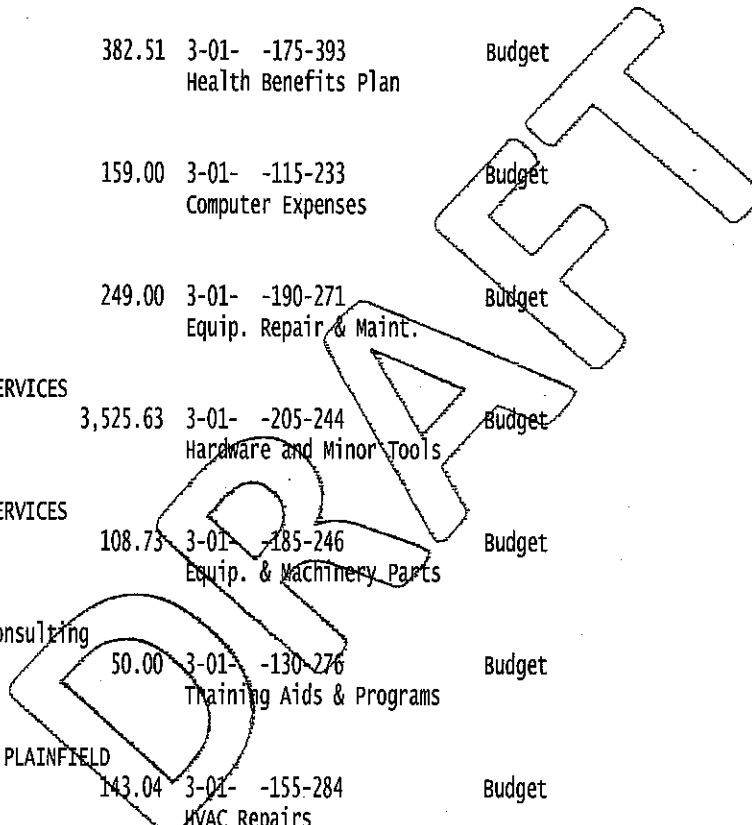 382.51 3-01- -175-393 Budget
Health Benefits Plan
159.00 3-01- -115-233 Budget
Computer Expenses
249.00 3-01- -190-271 Budget
Equip. Repair & Maint.
ERVICES
3,525.63 3-01- -205-244 Budget
Hardware and Minor Tools
ERVICES
108.73 3-01- -185-246 Budget
Equip. & Machinery Parts
onsulting
50.00 3-01- -130-276 Budget
Training Aids & Programs
PLAINFIELD
143.04 3-01- -155-284 Budget
HVAC Repairs
DRAFT